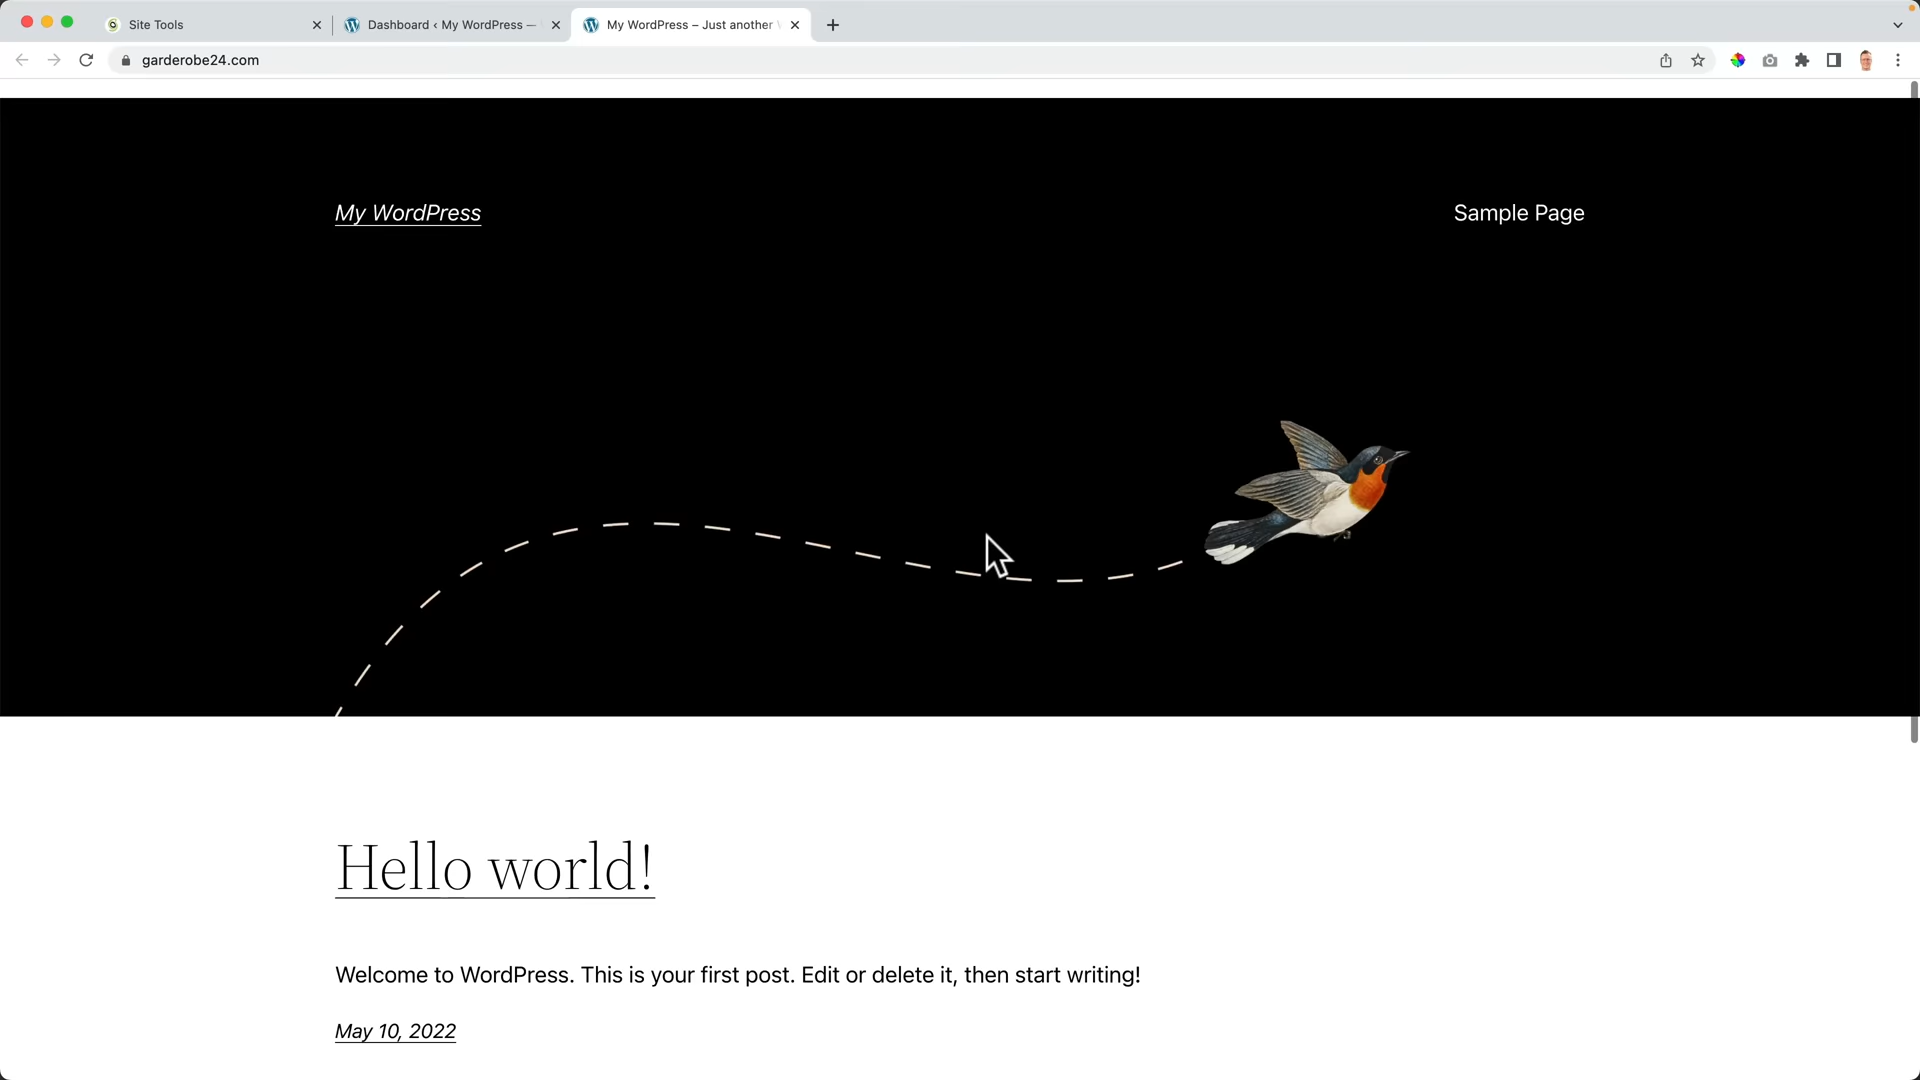 Site Tools
Dashboard ‹ My WordPress —
My WordPress – Just another
garderobe24.com
My WordPress
Sample Page
Hello world!
Welcome to WordPress. This is your first post. Edit or delete it, then start writing!
May 10, 2022